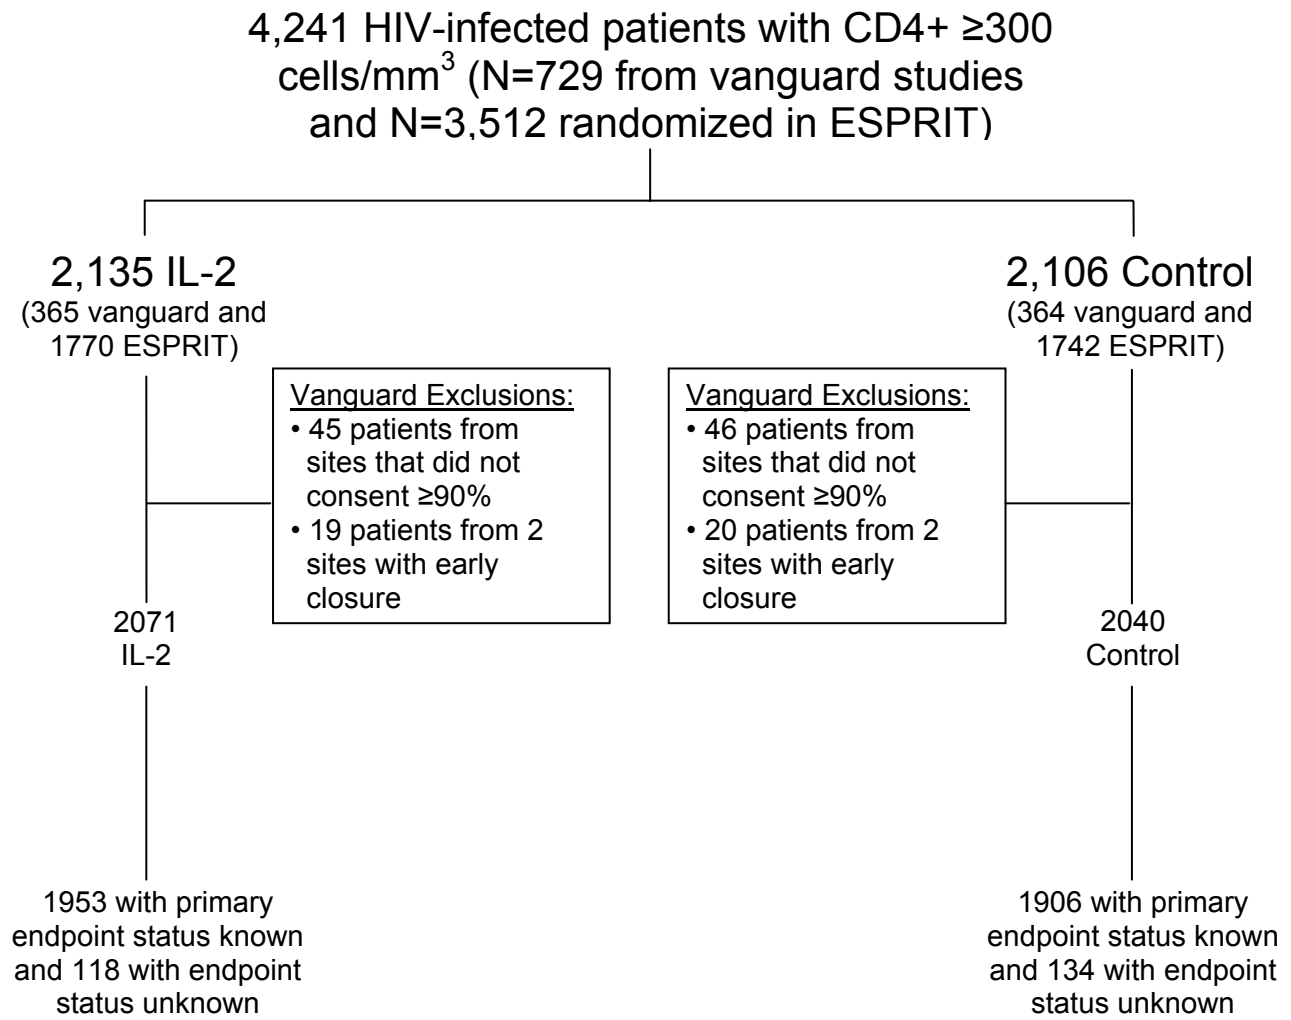 4,241 HIV-infected patients with CD4+ ≥300
cells/mm³ (N=729 from vanguard studies
and N=3,512 randomized in ESPRIT)
2,135 IL-2
(365 vanguard and
1770 ESPRIT)
2,106 Control
(364 vanguard and
1742 ESPRIT)
Vanguard Exclusions:
• 45 patients from
sites that did not
consent ≥90%
• 19 patients from 2
sites with early
closure
Vanguard Exclusions:
• 46 patients from
sites that did not
consent ≥90%
• 20 patients from 2
sites with early
closure
2071
IL-2
2040
Control
1953 with primary
endpoint status known
and 118 with endpoint
status unknown
1906 with primary
endpoint status known
and 134 with endpoint
status unknown